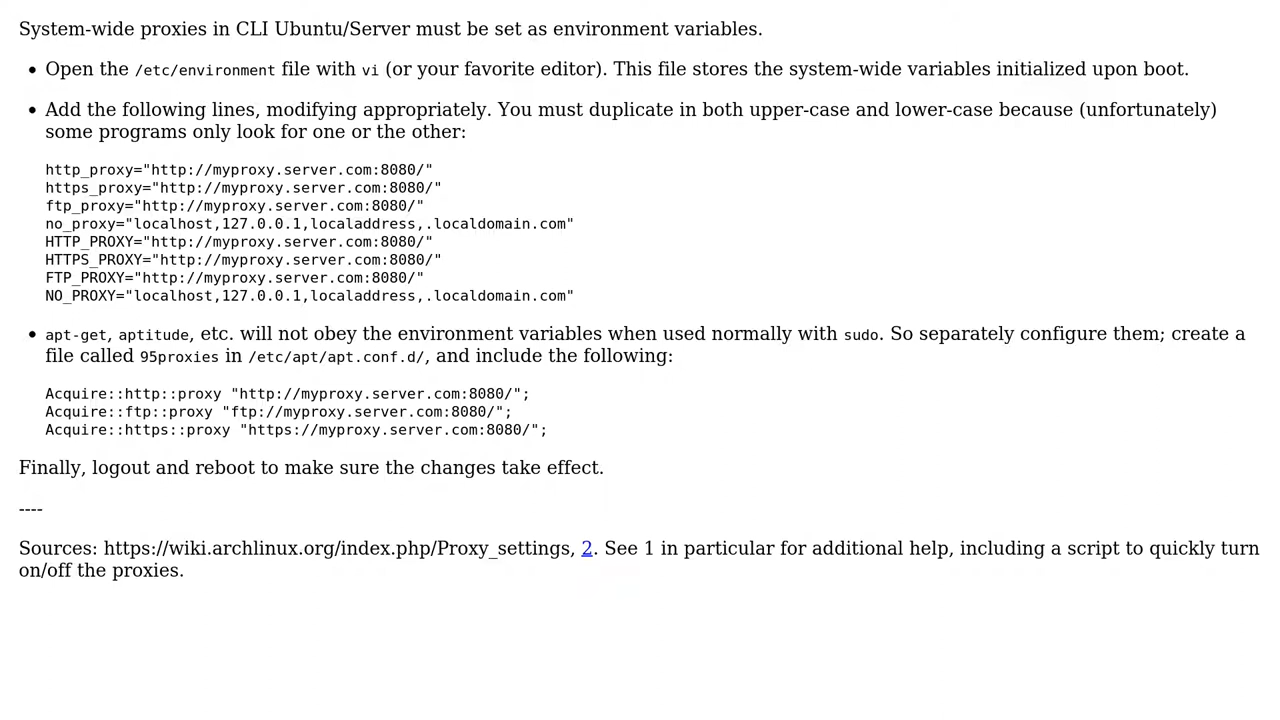 System-wide proxies in CLI Ubuntu/Server must be set as environment variables.
• Open the /etc/environment file with vi (or your favorite editor). This file stores the system-wide variables initialized upon boot.
• Add the following lines, modifying appropriately. You must duplicate in both upper-case and lower-case because (unfortunately)
some programs only look for one or the other:
http_proxy="http://myproxy.server.com:8080/"
https_proxy="http://myproxy.server.com:8080/"
ftp_proxy="http://myproxy.server.com:8080/"
no_proxy="localhost,127.0.0.1,localaddress,.localdomain.com"
HTTP_PROXY="http://myproxy.server.com:8080/"
HTTPS_PROXY="http://myproxy.server.com:8080/"
FTP_PROXY="http://myproxy.server.com:8080/"
NO_PROXY="localhost,127.0.0.1,localaddress,.localdomain.com"
• apt-get, aptitude, etc. will not obey the environment variables when used normally with sudo. So separately configure them; create a
file called 95proxies in /etc/apt/apt.conf.d/, and include the following:
Acquire::http::proxy "http://myproxy.server.com:8080/";
Acquire::ftp::proxy "ftp://myproxy.server.com:8080/";
Acquire::https::proxy "https://myproxy.server.com:8080/";
Finally, logout and reboot to make sure the changes take effect.
----
Sources: https://wiki.archlinux.org/index.php/Proxy_settings, 2. See 1 in particular for additional help, including a script to quickly turn
on/off the proxies.